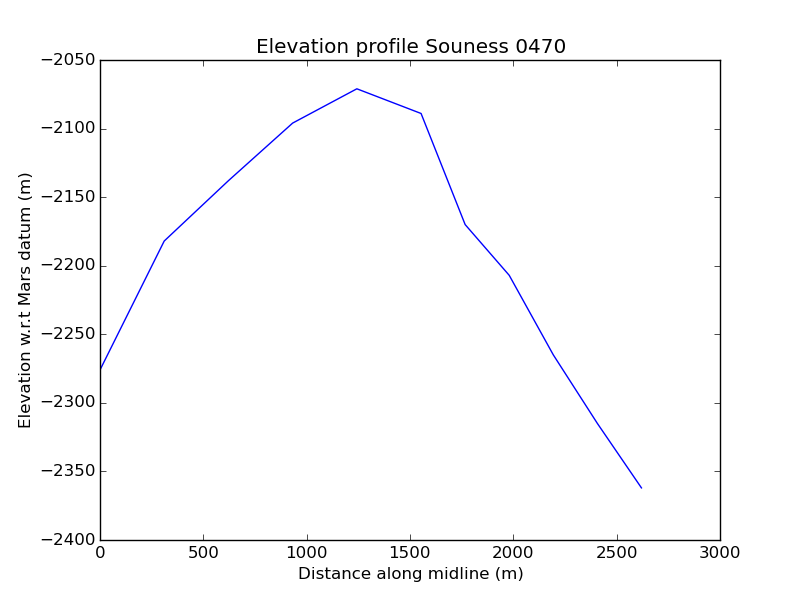 Elevation profile Souness 0470
Elevation w.r.t Mars datum (m)
−2050
−2100
−2150
−2200
−2250
−2300
−2350
−2400
0 500 1000 1500 2000 2500 3000
Distance along midline (m)